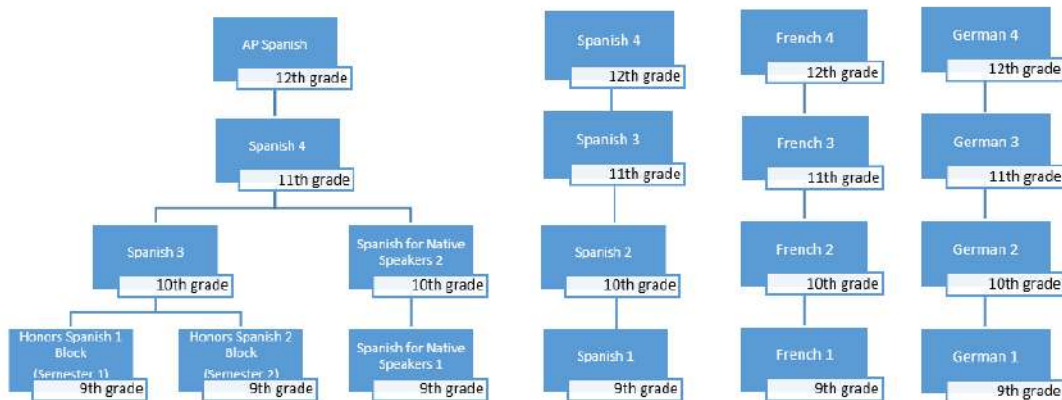 AP Spanish
12th grade
Spanish 4
11th grade
Spanish 3
10th grade
Spanish for Native
Speakers 2
10th grade
Honors Spanish 1
Block
(Semester 1)
9th grade
Honors Spanish 2
Block
(Semester 2)
9th grade
Spanish for Native
Speakers 1
9th grade
Spanish 4
12th grade
Spanish 3
11th grade
Spanish 2
10th grade
Spanish 1
9th grade
French 4
12th grade
French 3
11th grade
French 2
10th grade
French 1
9th grade
German 4
12th grade
German 3
11th grade
German 2
10th grade
German 1
9th grade